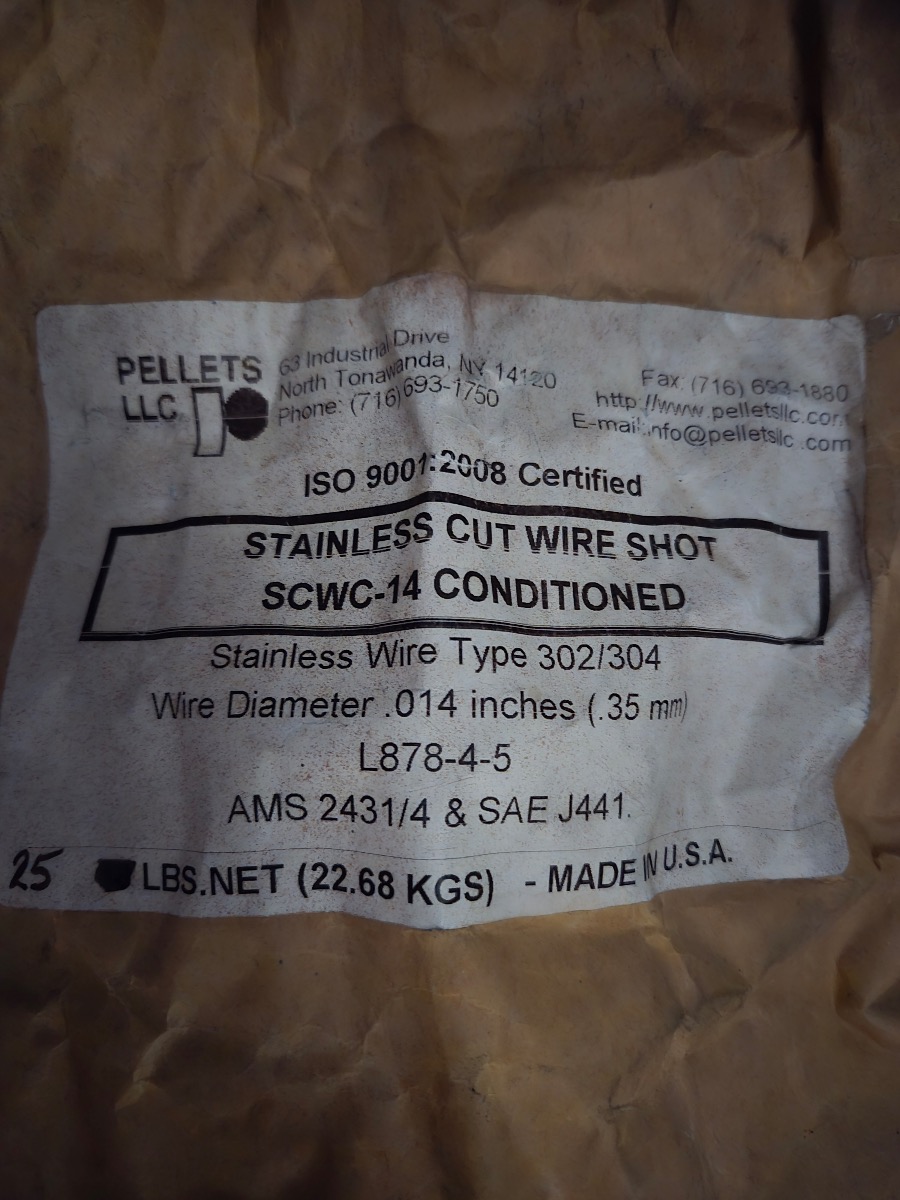 PELLETS
LLC
63 Industrial Drive
North Tonawanda, NY 14120
Phone: (716) 693-1750
Fax: (716) 693-1880
http://www.pelletsllc.com
E-mail:info@pelletsllc.com
ISO 9001:2008 Certified
STAINLESS CUT WIRE SHOT
SCWC-14 CONDITIONED
Stainless Wire Type 302/304
Wire Diameter .014 inches (.35 mm)
L878-4-5
AMS 2431/4 & SAE J441.
25 LBS.NET (22.68 KGS) - MADE IN U.S.A.